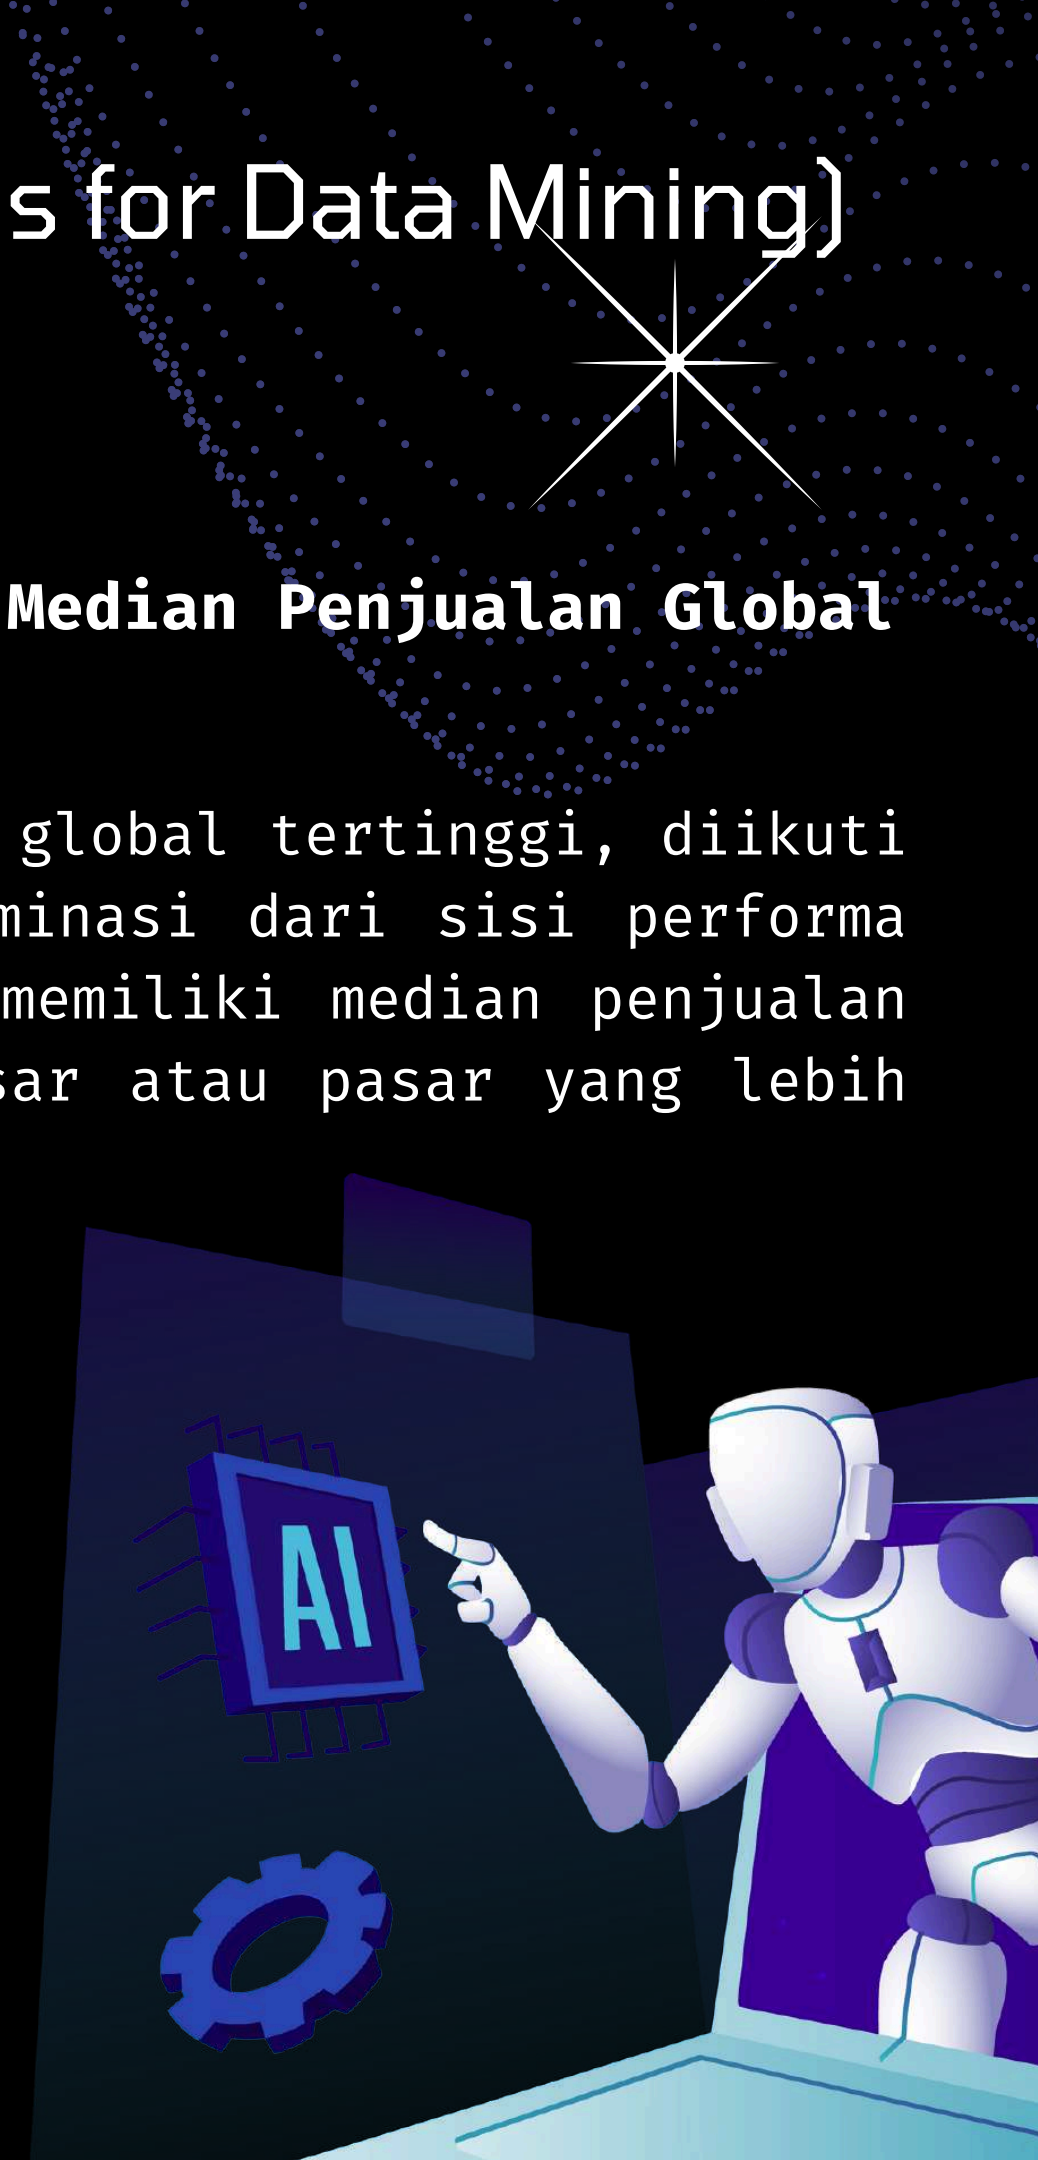 s for Data Mining)
Median Penjualan Global
global tertinggi, diikuti
minasi dari sisi performa
memiliki median penjualan
sar atau pasar yang lebih
AI